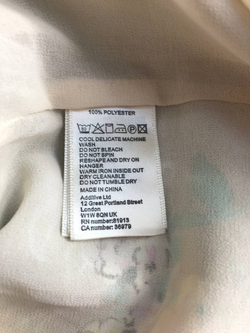 100% POLYESTER
COOL DELICATE MACHINE
WASH
DO NOT BLEACH
DO NOT SPIN
RESHAPE AND DRY ON
HANGER
WARM IRON INSIDE OUT
DRY CLEANABLE
DO NOT TUMBLE DRY
MADE IN CHINA
Additive Ltd
12 Great Portland Street
London
W1W 8QN UK
RN number:81913
CA number: 36979